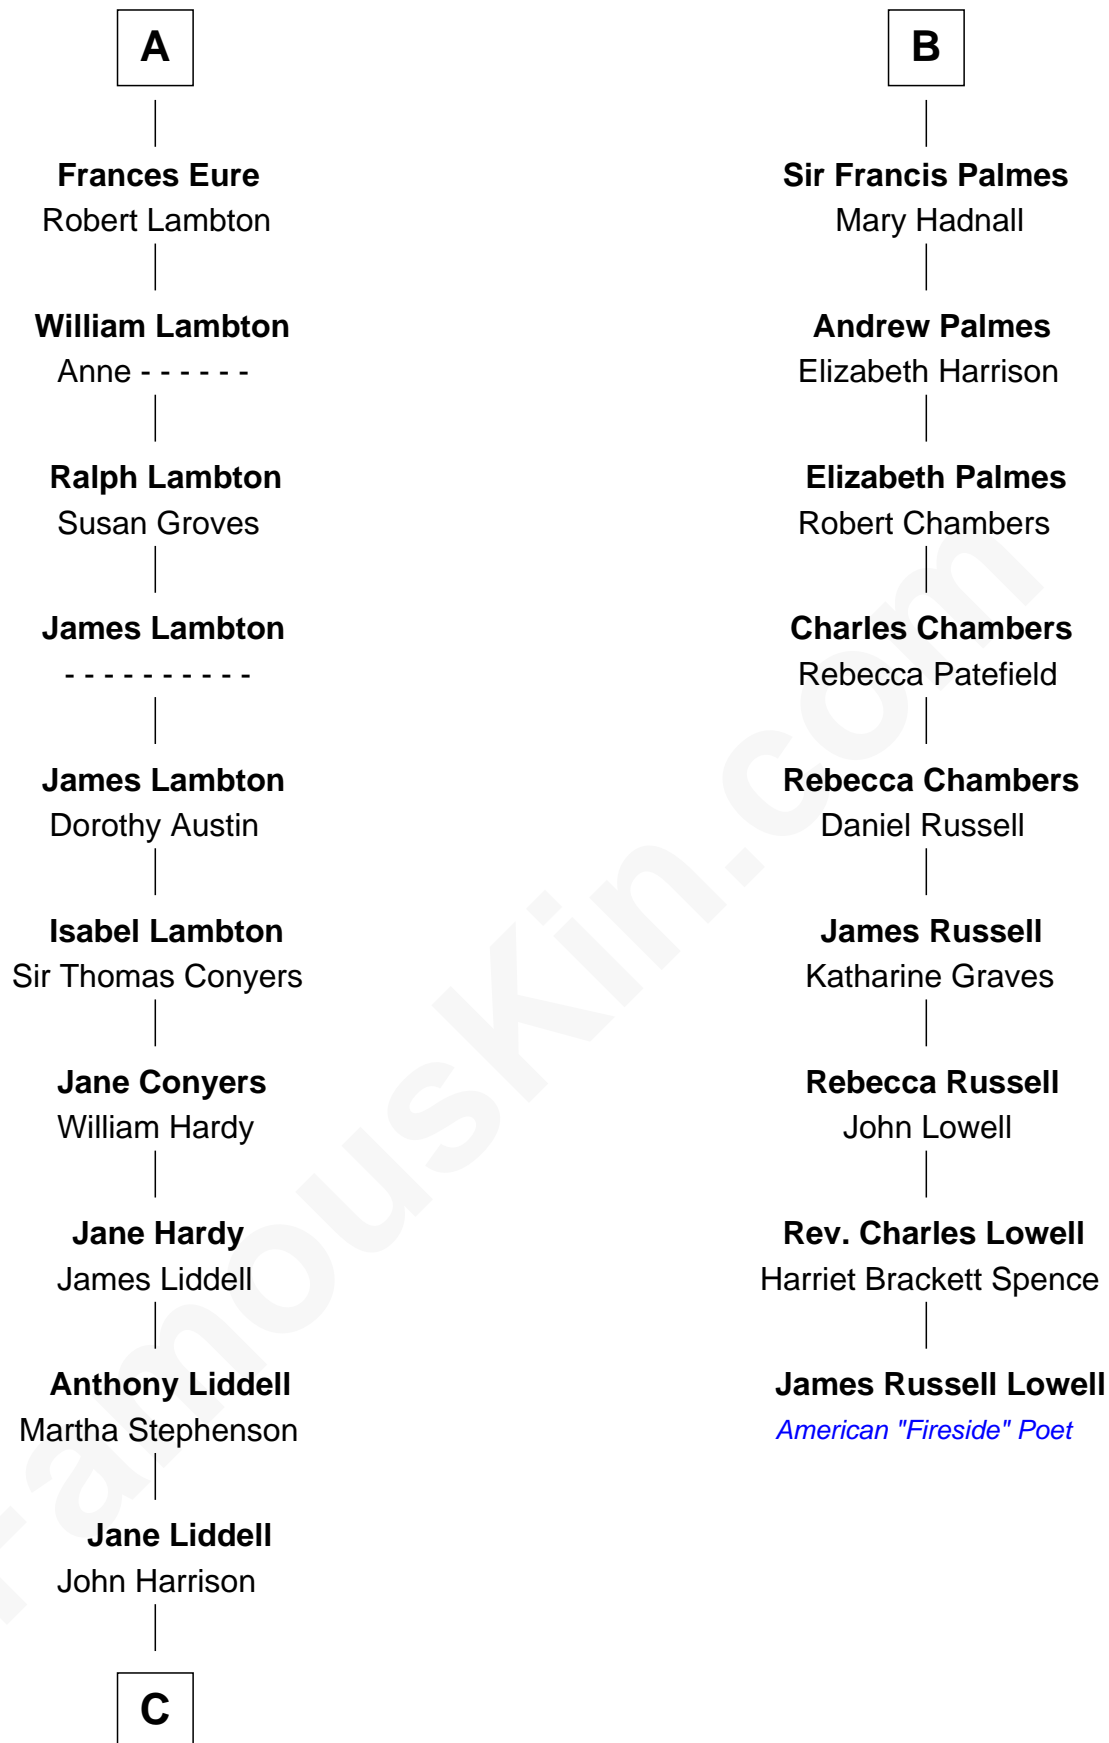 A
Frances Eure
Robert Lambton
William Lambton
Anne - - - - - -
Ralph Lambton
Susan Groves
James Lambton
- - - - - - - - - -
James Lambton
Dorothy Austin
Isabel Lambton
Sir Thomas Conyers
Jane Conyers
William Hardy
Jane Hardy
James Liddell
Anthony Liddell
Martha Stephenson
Jane Liddell
John Harrison
C
B
Sir Francis Palmes
Mary Hadnall
Andrew Palmes
Elizabeth Harrison
Elizabeth Palmes
Robert Chambers
Charles Chambers
Rebecca Patefield
Rebecca Chambers
Daniel Russell
James Russell
Katharine Graves
Rebecca Russell
John Lowell
Rev. Charles Lowell
Harriet Brackett Spence
James Russell Lowell
American "Fireside" Poet
FamousKin.com